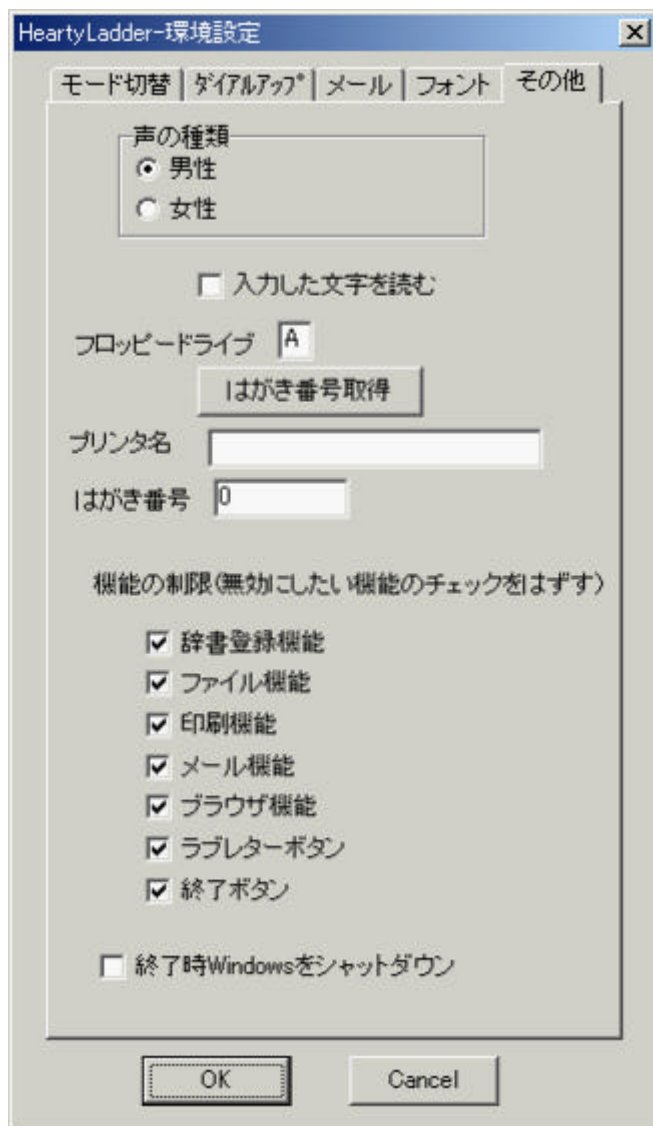 HeartyLadder-環境設定
モード切替 ﾀﾞｲｱﾙｱｯﾌﾟ メール フォント その他
声の種類
男性
女性
入力した文字を読む
フロッピードライブ A
はがき番号取得
プリンタ名
はがき番号 0
機能の制限(無効にしたい機能のチェックをはずす)
辞書登録機能
ファイル機能
印刷機能
メール機能
ブラウザ機能
ラブレターボタン
終了ボタン
終了時Windowsをシャットダウン
OK Cancel